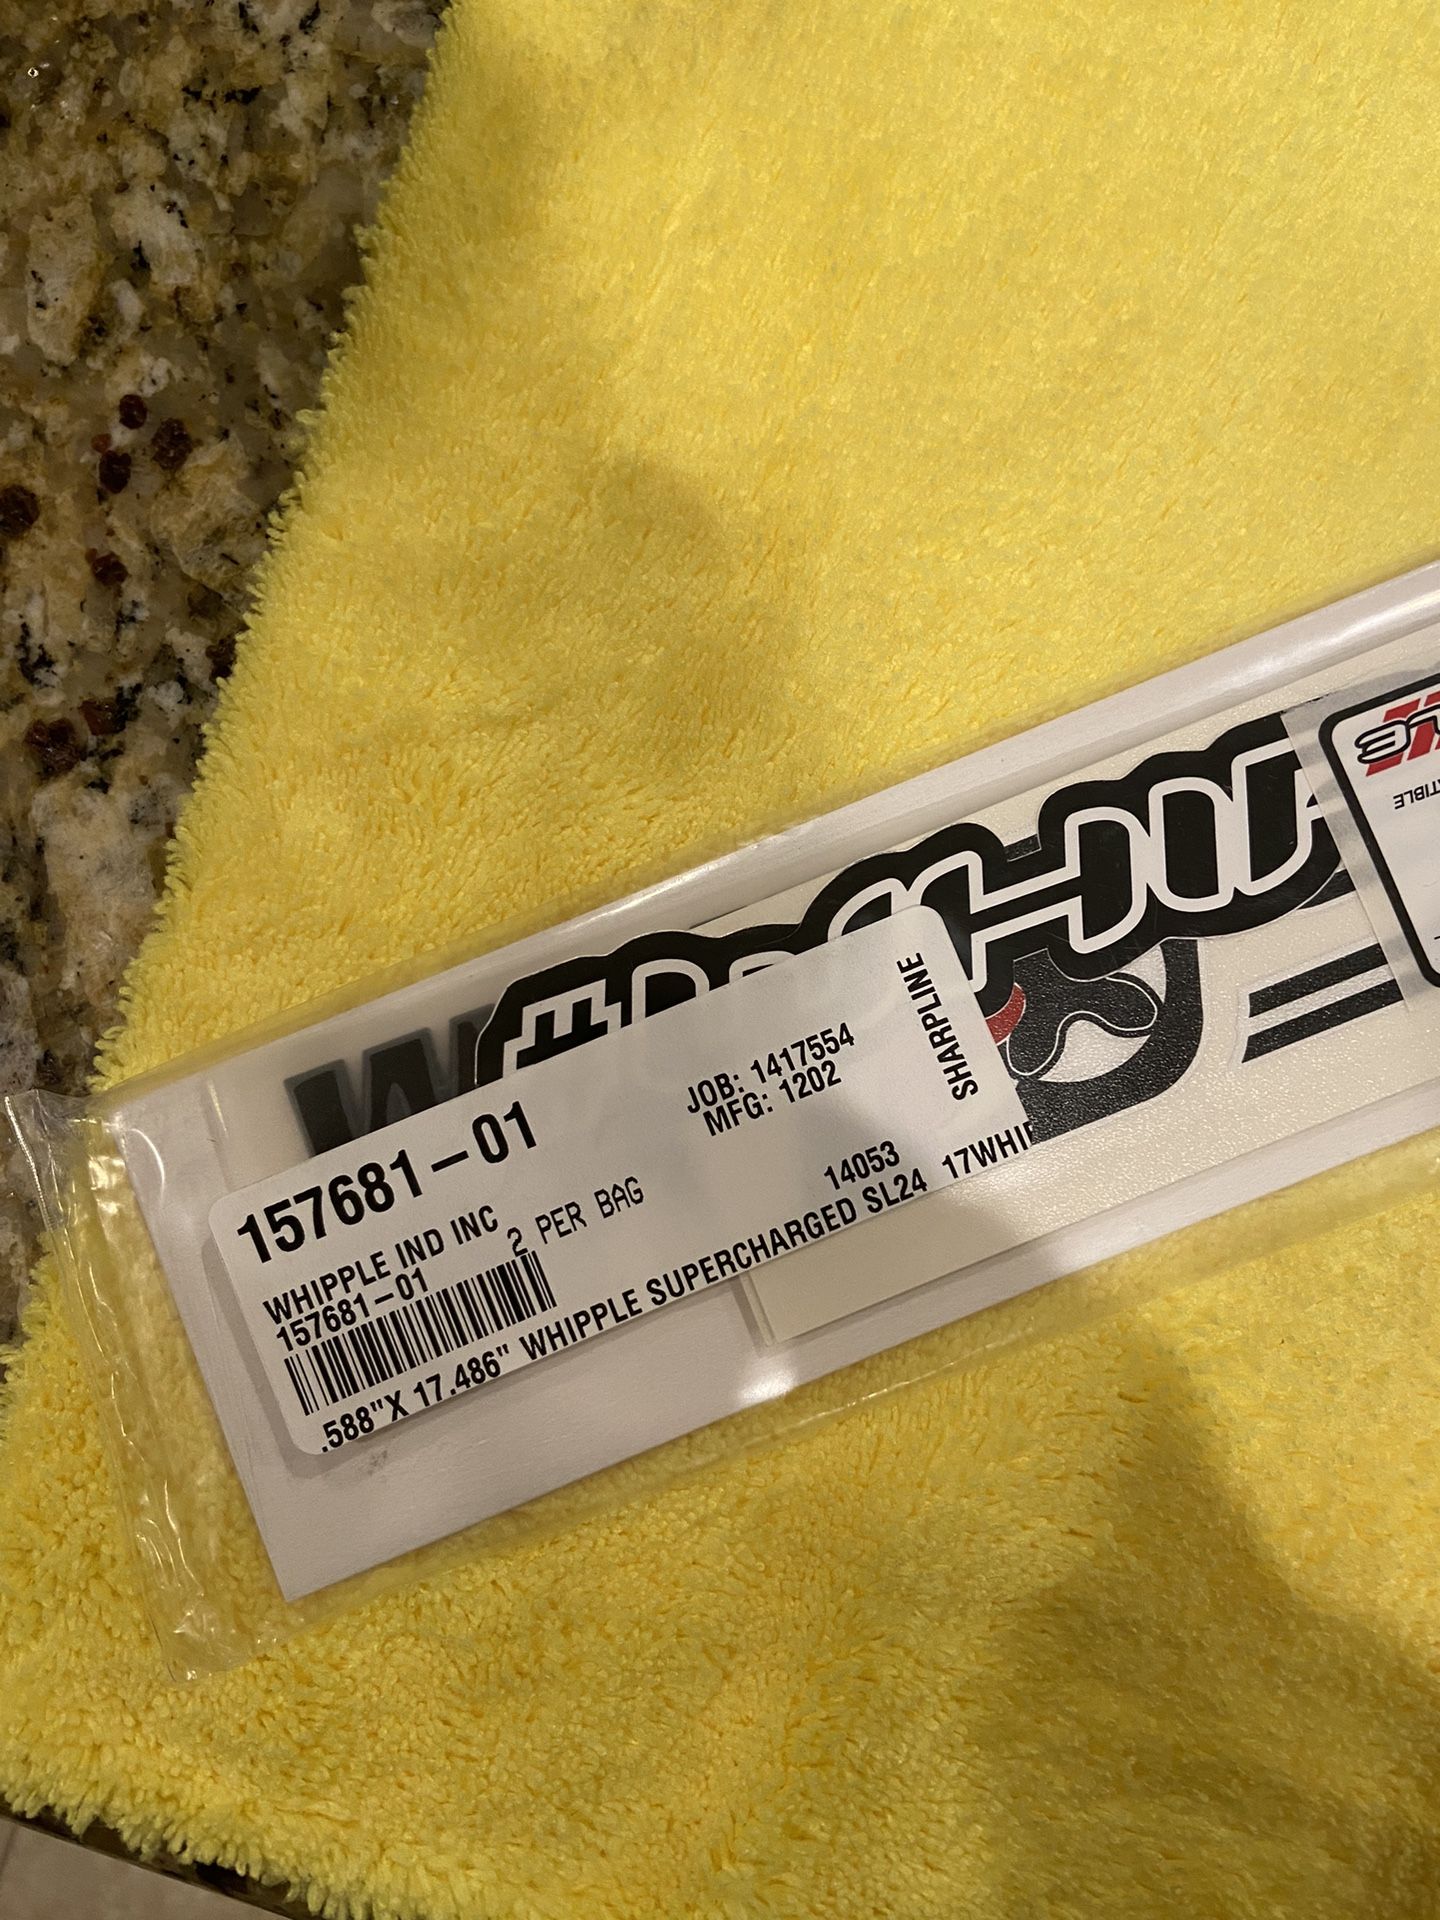 157681-01
WHIPPLE IND INC
2 PER BAG
157681-01
JOB: 1417554
MFG: 1202
SHARPLINE
14053
.588"X 17.486" WHIPPLE SUPERCHARGED SL24 17WHIP